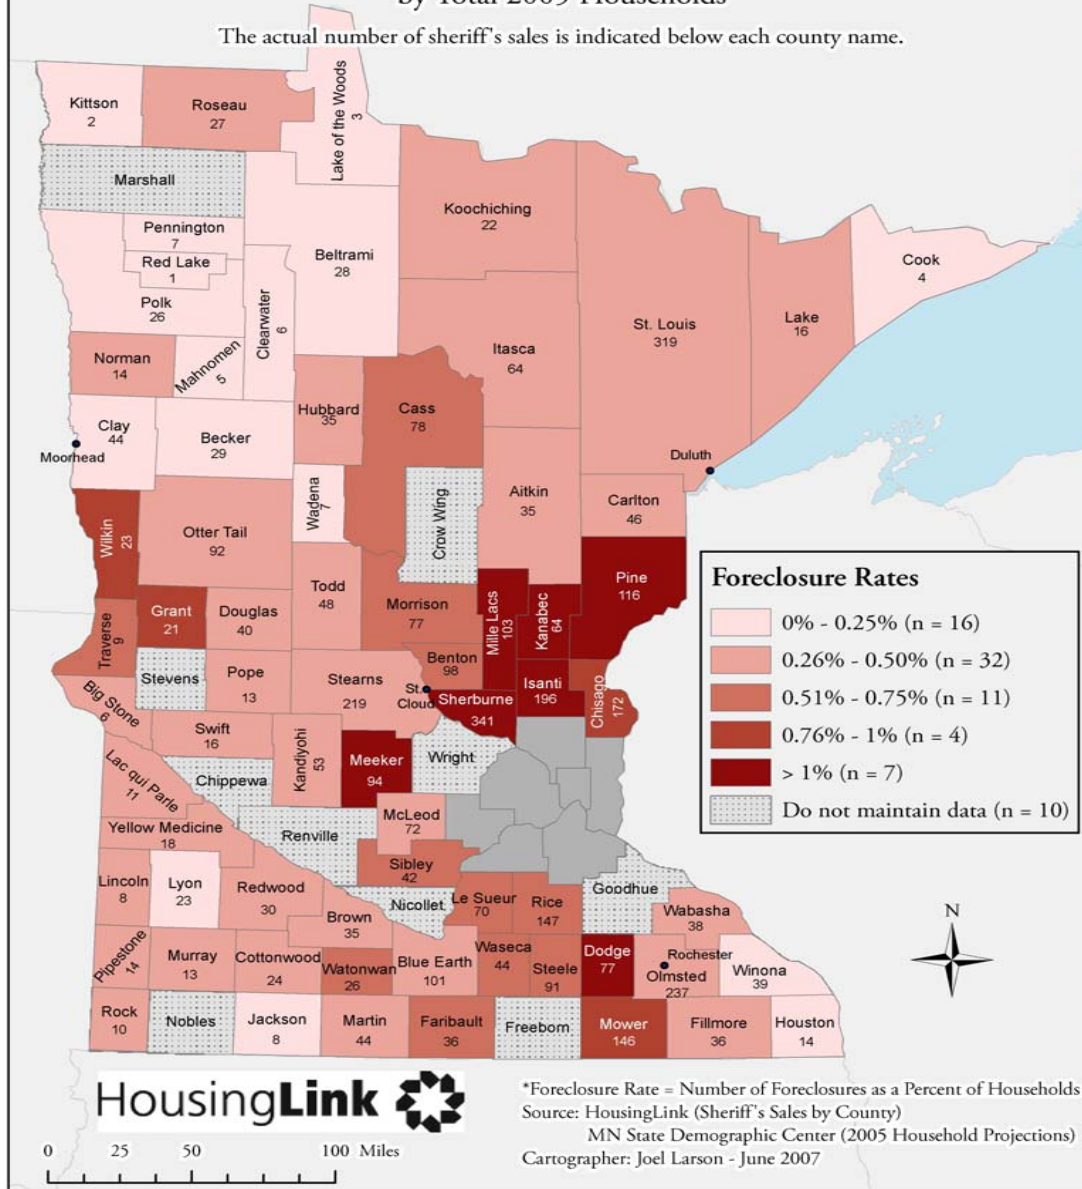 by Total 2005 Households
The actual number of sheriff's sales is indicated below each county name.
Kittson
2
Roseau
27
Lake of the Woods
3
Marshall
Pennington
7
Red Lake
1
Polk
26
Clearwater
6
Beltrami
28
Koochiching
22
St. Louis
319
Lake
16
Cook
4
Itasca
64
Norman
14
Mahnomen
5
Hubbard
35
Cass
78
Clay
44
Moorhead
Becker
29
Duluth
Wadena
7
Crow Wing
Aitkin
35
Carlton
46
Wilkin
23
Otter Tail
92
Todd
48
Morrison
77
Mille Lacs
103
Kanabec
64
Pine
116
Traverse
9
Grant
21
Douglas
40
Benton
98
Stevens
Pope
13
Stearns
219
St.
Cloud
Sherburne
341
Isanti
196
Chisago
172
Big Stone
6
Swift
16
Kandiyohi
53
Meeker
94
Wright
Lac qui Parle
11
Chippewa
McLeod
72
Yellow Medicine
18
Renville
Sibley
42
Lincoln
8
Lyon
23
Redwood
30
Nicollet
Le Sueur
70
Rice
147
Goodhue
Wabasha
38
Brown
35
Pipestone
14
Murray
13
Cottonwood
24
Watonwan
26
Blue Earth
101
Waseca
44
Steele
91
Dodge
77
Rochester
Olmsted
237
Winona
39
Rock
10
Nobles
Jackson
8
Martin
44
Faribault
36
Freeborn
Mower
146
Fillmore
36
Houston
14
Foreclosure Rates
0% - 0.25% (n = 16)
0.26% - 0.50% (n = 32)
0.51% - 0.75% (n = 11)
0.76% - 1% (n = 4)
> 1% (n = 7)
Do not maintain data (n = 10)
N
HousingLink
*Foreclosure Rate = Number of Foreclosures as a Percent of Households
Source: HousingLink (Sheriff's Sales by County)
MN State Demographic Center (2005 Household Projections)
Cartographer: Joel Larson - June 2007
0 25 50 100 Miles